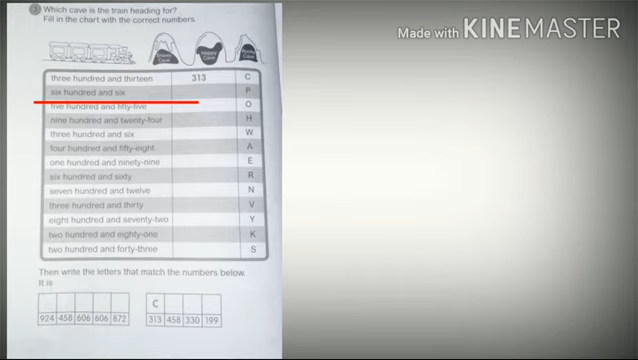 Made with KINEMASTER
3 Which cave is the train heading for?
Fill in the chart with the correct numbers.
Happy
Cave
Cave
Cave
three hundred and thirteen 313 C
six hundred and six P
five hundred and fifty-five O
nine hundred and twenty-four H
three hundred and six W
four hundred and fifty-eight A
one hundred and ninety-nine E
six hundred and sixty R
seven hundred and twelve N
three hundred and thirty V
eight hundred and seventy-two Y
two hundred and eighty-one K
two hundred and forty-three S
Then write the letters that match the numbers below.
It is
C
924 458 606 606 872 313 458 330 199